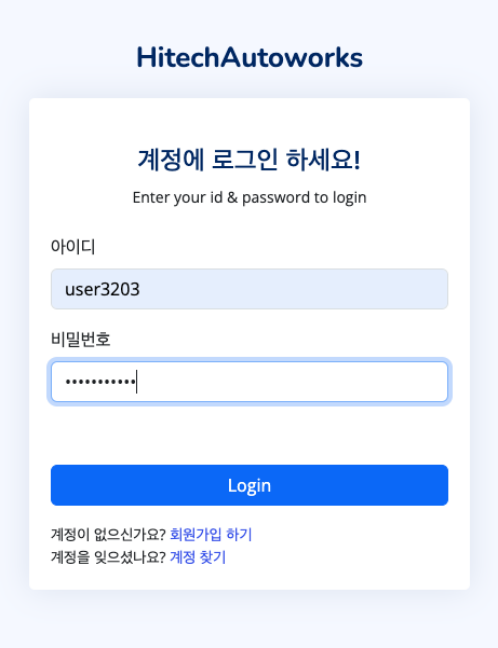 HitechAutoworks
계정에 로그인 하세요!
Enter your id & password to login
아이디
user3203
비밀번호
•••••••••••
Login
계정이 없으신가요? 회원가입 하기
계정을 잊으셨나요? 계정 찾기